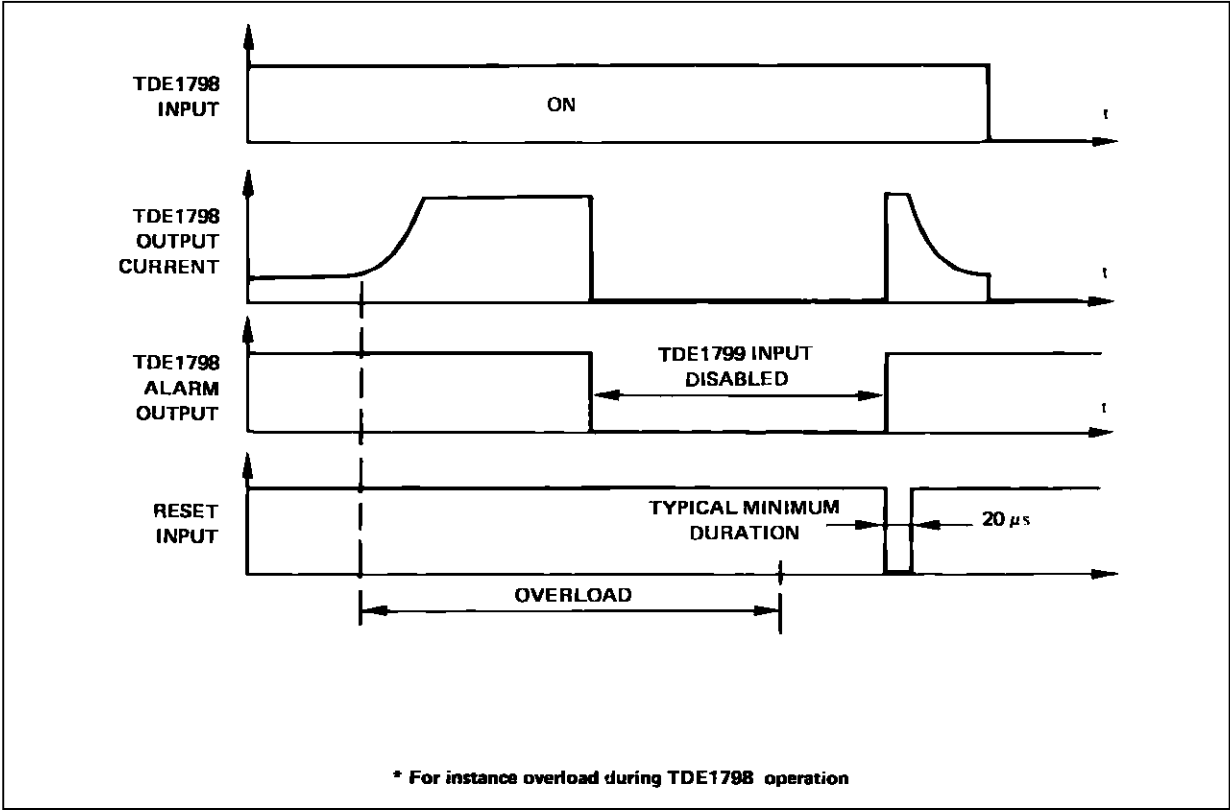 TDE1798
INPUT
ON
t
TDE1798
OUTPUT
CURRENT
t
TDE1798
ALARM
OUTPUT
TDE1799 INPUT
DISABLED
t
RESET
INPUT
TYPICAL MINIMUM
DURATION
20 µs
OVERLOAD
* For instance overload during TDE1798 operation